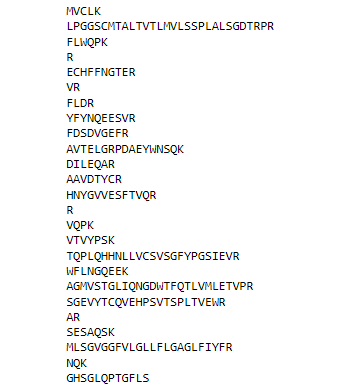 MVCLK
LPGGSCMTALTVTLMVLSSPLALSGDTRPR
FLWQPK
R
ECHFFNGTER
VR
FLDR
YFYNQEESVR
FDSDVGEFR
AVTELGRPDAEYWNSQK
DILEQAR
AAVDTYCR
HNYGVVESFTVQR
R
VQPK
VTVYPSK
TQPLQHHNLLVCSVSGFYPGSIEVR
WFLNGQEEK
AGMVSTGLIQNGDWTFQTLVMLETVPR
SGEVYTCQVEHPSVTSPLTVEWR
AR
SESAQSK
MLSGVGGFVLGLLFLGAGLFIYFR
NQK
GHSGLQPTGFLS